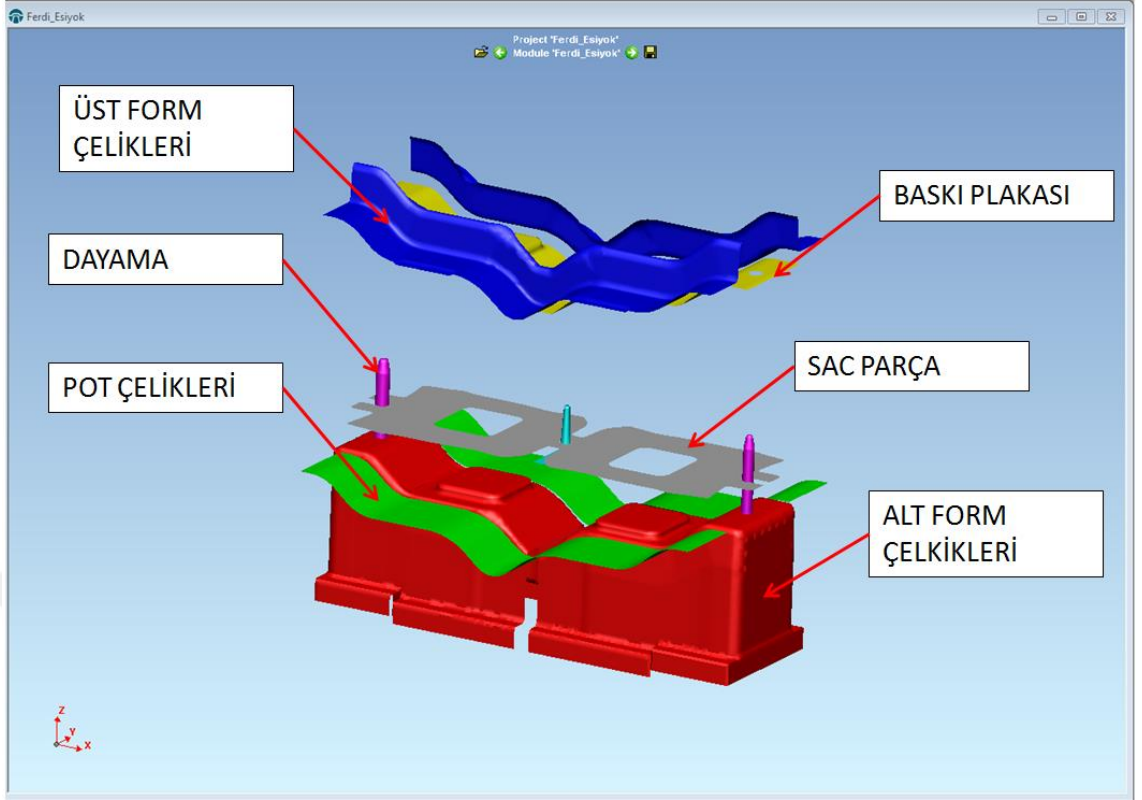 Ferdi_Esiyok
Project 'Ferdi_Esiyok'
Module 'Ferdi_Esiyok'
ÜST FORM
ÇELİKLERİ
BASKI PLAKASI
DAYAMA
SAC PARÇA
POT ÇELİKLERİ
ALT FORM
ÇELKİKLERİ
Z
Y
X